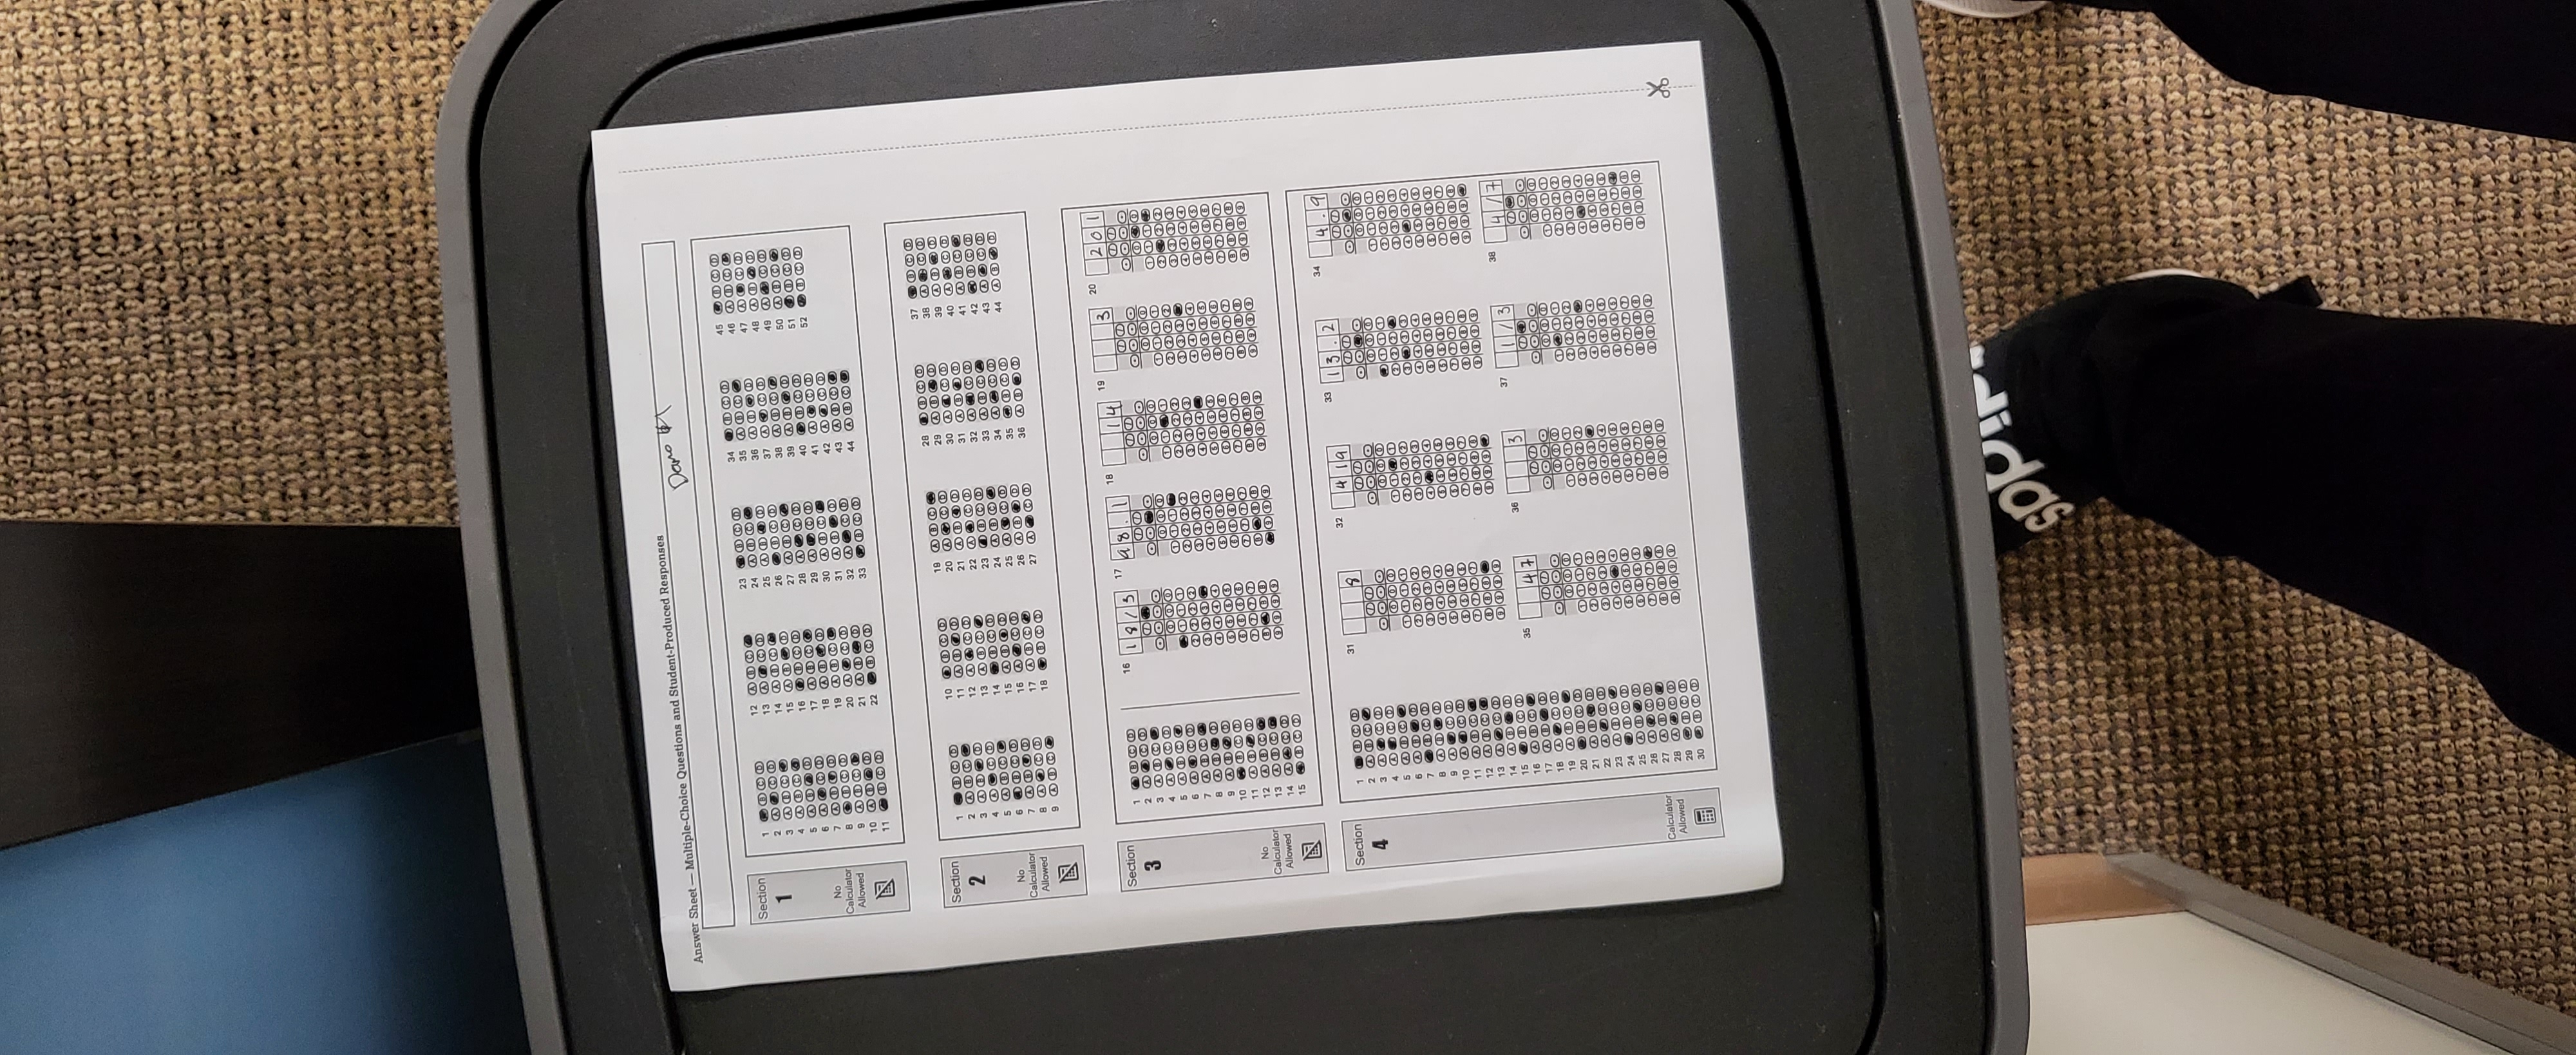 Answer Sheet — Multiple-Choice Questions and Student-Produced Responses
Section
1
No
Calculator
Allowed
1 A B C D
2 A B C D
3 A B C D
4 A B C D
5 A B C D
6 A B C D
7 A B C D
8 A B C D
9 A B C D
10 A B C D
11 A B C D
12 A B C D
13 A B C D
14 A B C D
15 A B C D
16 A B C D
17 A B C D
18 A B C D
19 A B C D
20 A B C D
21 A B C D
22 A B C D
23 A B C D
24 A B C D
25 A B C D
26 A B C D
27 A B C D
28 A B C D
29 A B C D
30 A B C D
31 A B C D
32 A B C D
33 A B C D
34 A B C D
35 A B C D
36 A B C D
37 A B C D
38 A B C D
39 A B C D
40 A B C D
41 A B C D
42 A B C D
43 A B C D
44 A B C D
45 A B C D
46 A B C D
47 A B C D
48 A B C D
49 A B C D
50 A B C D
51 A B C D
52 A B C D
Section
2
No
Calculator
Allowed
1 A B C D
2 A B C D
3 A B C D
4 A B C D
5 A B C D
6 A B C D
7 A B C D
8 A B C D
9 A B C D
10 A B C D
11 A B C D
12 A B C D
13 A B C D
14 A B C D
15 A B C D
16 A B C D
17 A B C D
18 A B C D
19 A B C D
20 A B C D
21 A B C D
22 A B C D
23 A B C D
24 A B C D
25 A B C D
26 A B C D
27 A B C D
28 A B C D
29 A B C D
30 A B C D
31 A B C D
32 A B C D
33 A B C D
34 A B C D
35 A B C D
36 A B C D
37 A B C D
38 A B C D
39 A B C D
40 A B C D
41 A B C D
42 A B C D
43 A B C D
44 A B C D
Section
3
No
Calculator
Allowed
1 A B C D
2 A B C D
3 A B C D
4 A B C D
5 A B C D
6 A B C D
7 A B C D
8 A B C D
9 A B C D
10 A B C D
11 A B C D
12 A B C D
13 A B C D
14 A B C D
15 A B C D
16 18/3
17 98.1
18 14
19 3
20 201
Section
4
Calculator
Allowed
1 A B C D
2 A B C D
3 A B C D
4 A B C D
5 A B C D
6 A B C D
7 A B C D
8 A B C D
9 A B C D
10 A B C D
11 A B C D
12 A B C D
13 A B C D
14 A B C D
15 A B C D
16 A B C D
17 A B C D
18 A B C D
19 A B C D
20 A B C D
21 A B C D
22 A B C D
23 A B C D
24 A B C D
25 A B C D
26 A B C D
27 A B C D
28 A B C D
29 A B C D
30 A B C D
31 8
32 419
33 13.2
34 4.9
35 47
36 3
37 1/3
38 4/7
adidas